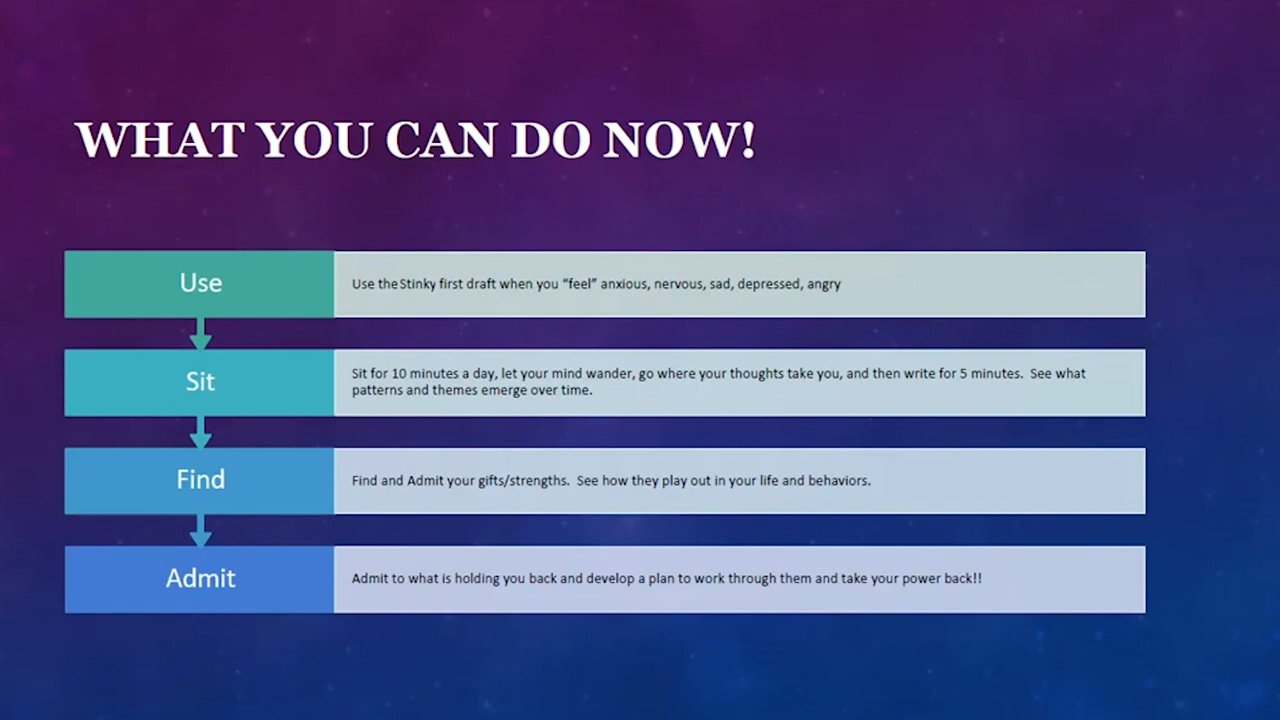 WHAT YOU CAN DO NOW!
Use
Use the Stinky first draft when you “feel” anxious, nervous, sad, depressed, angry
Sit
Sit for 10 minutes a day, let your mind wander, go where your thoughts take you, and then write for 5 minutes.  See what
patterns and themes emerge over time.
Find
Find and Admit your gifts/strengths.  See how they play out in your life and behaviors.
Admit
Admit to what is holding you back and develop a plan to work through them and take your power back!!